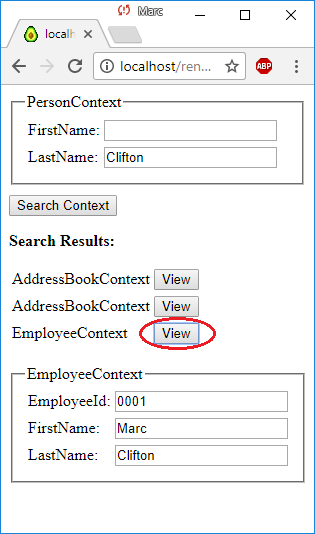 Marc
localh
localhost/ren...
ABP
PersonContext
FirstName:
LastName: Clifton
Search Context
Search Results:
AddressBookContext View
AddressBookContext View
EmployeeContext View
EmployeeContext
EmployeeId: 0001
FirstName: Marc
LastName: Clifton